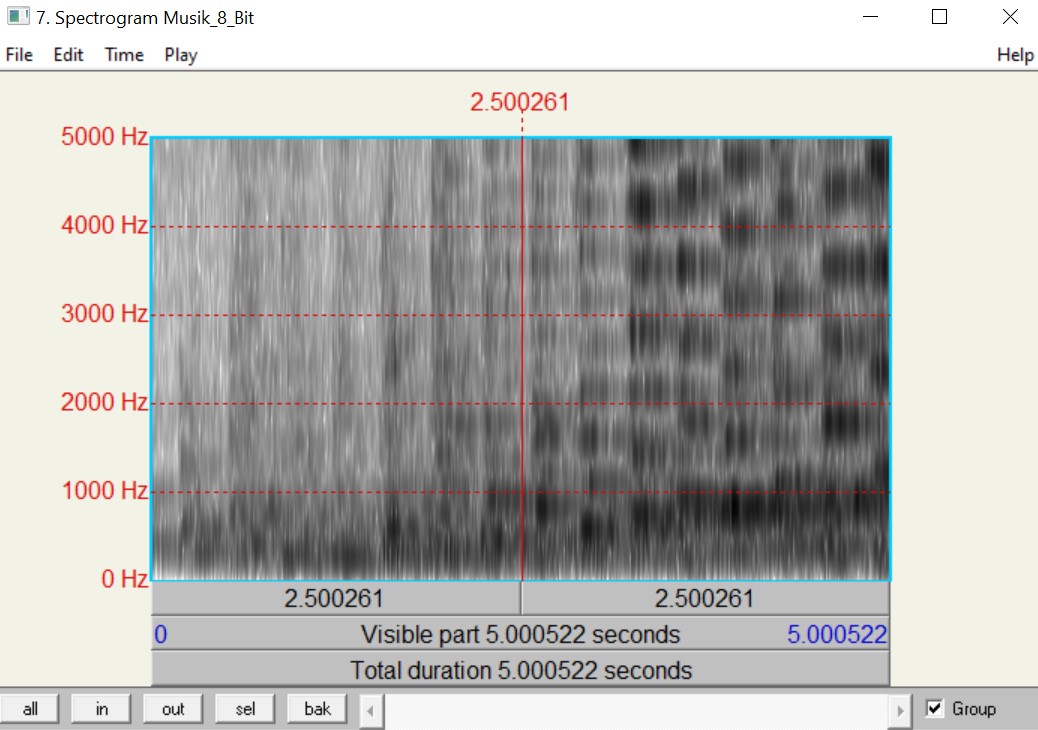 7. Spectrogram Musik_8_Bit
File Edit Time Play Help
2.500261
5000 Hz
4000 Hz
3000 Hz
2000 Hz
1000 Hz
0 Hz
2.500261 2.500261
0 Visible part 5.000522 seconds 5.000522
Total duration 5.000522 seconds
all in out sel bak Group